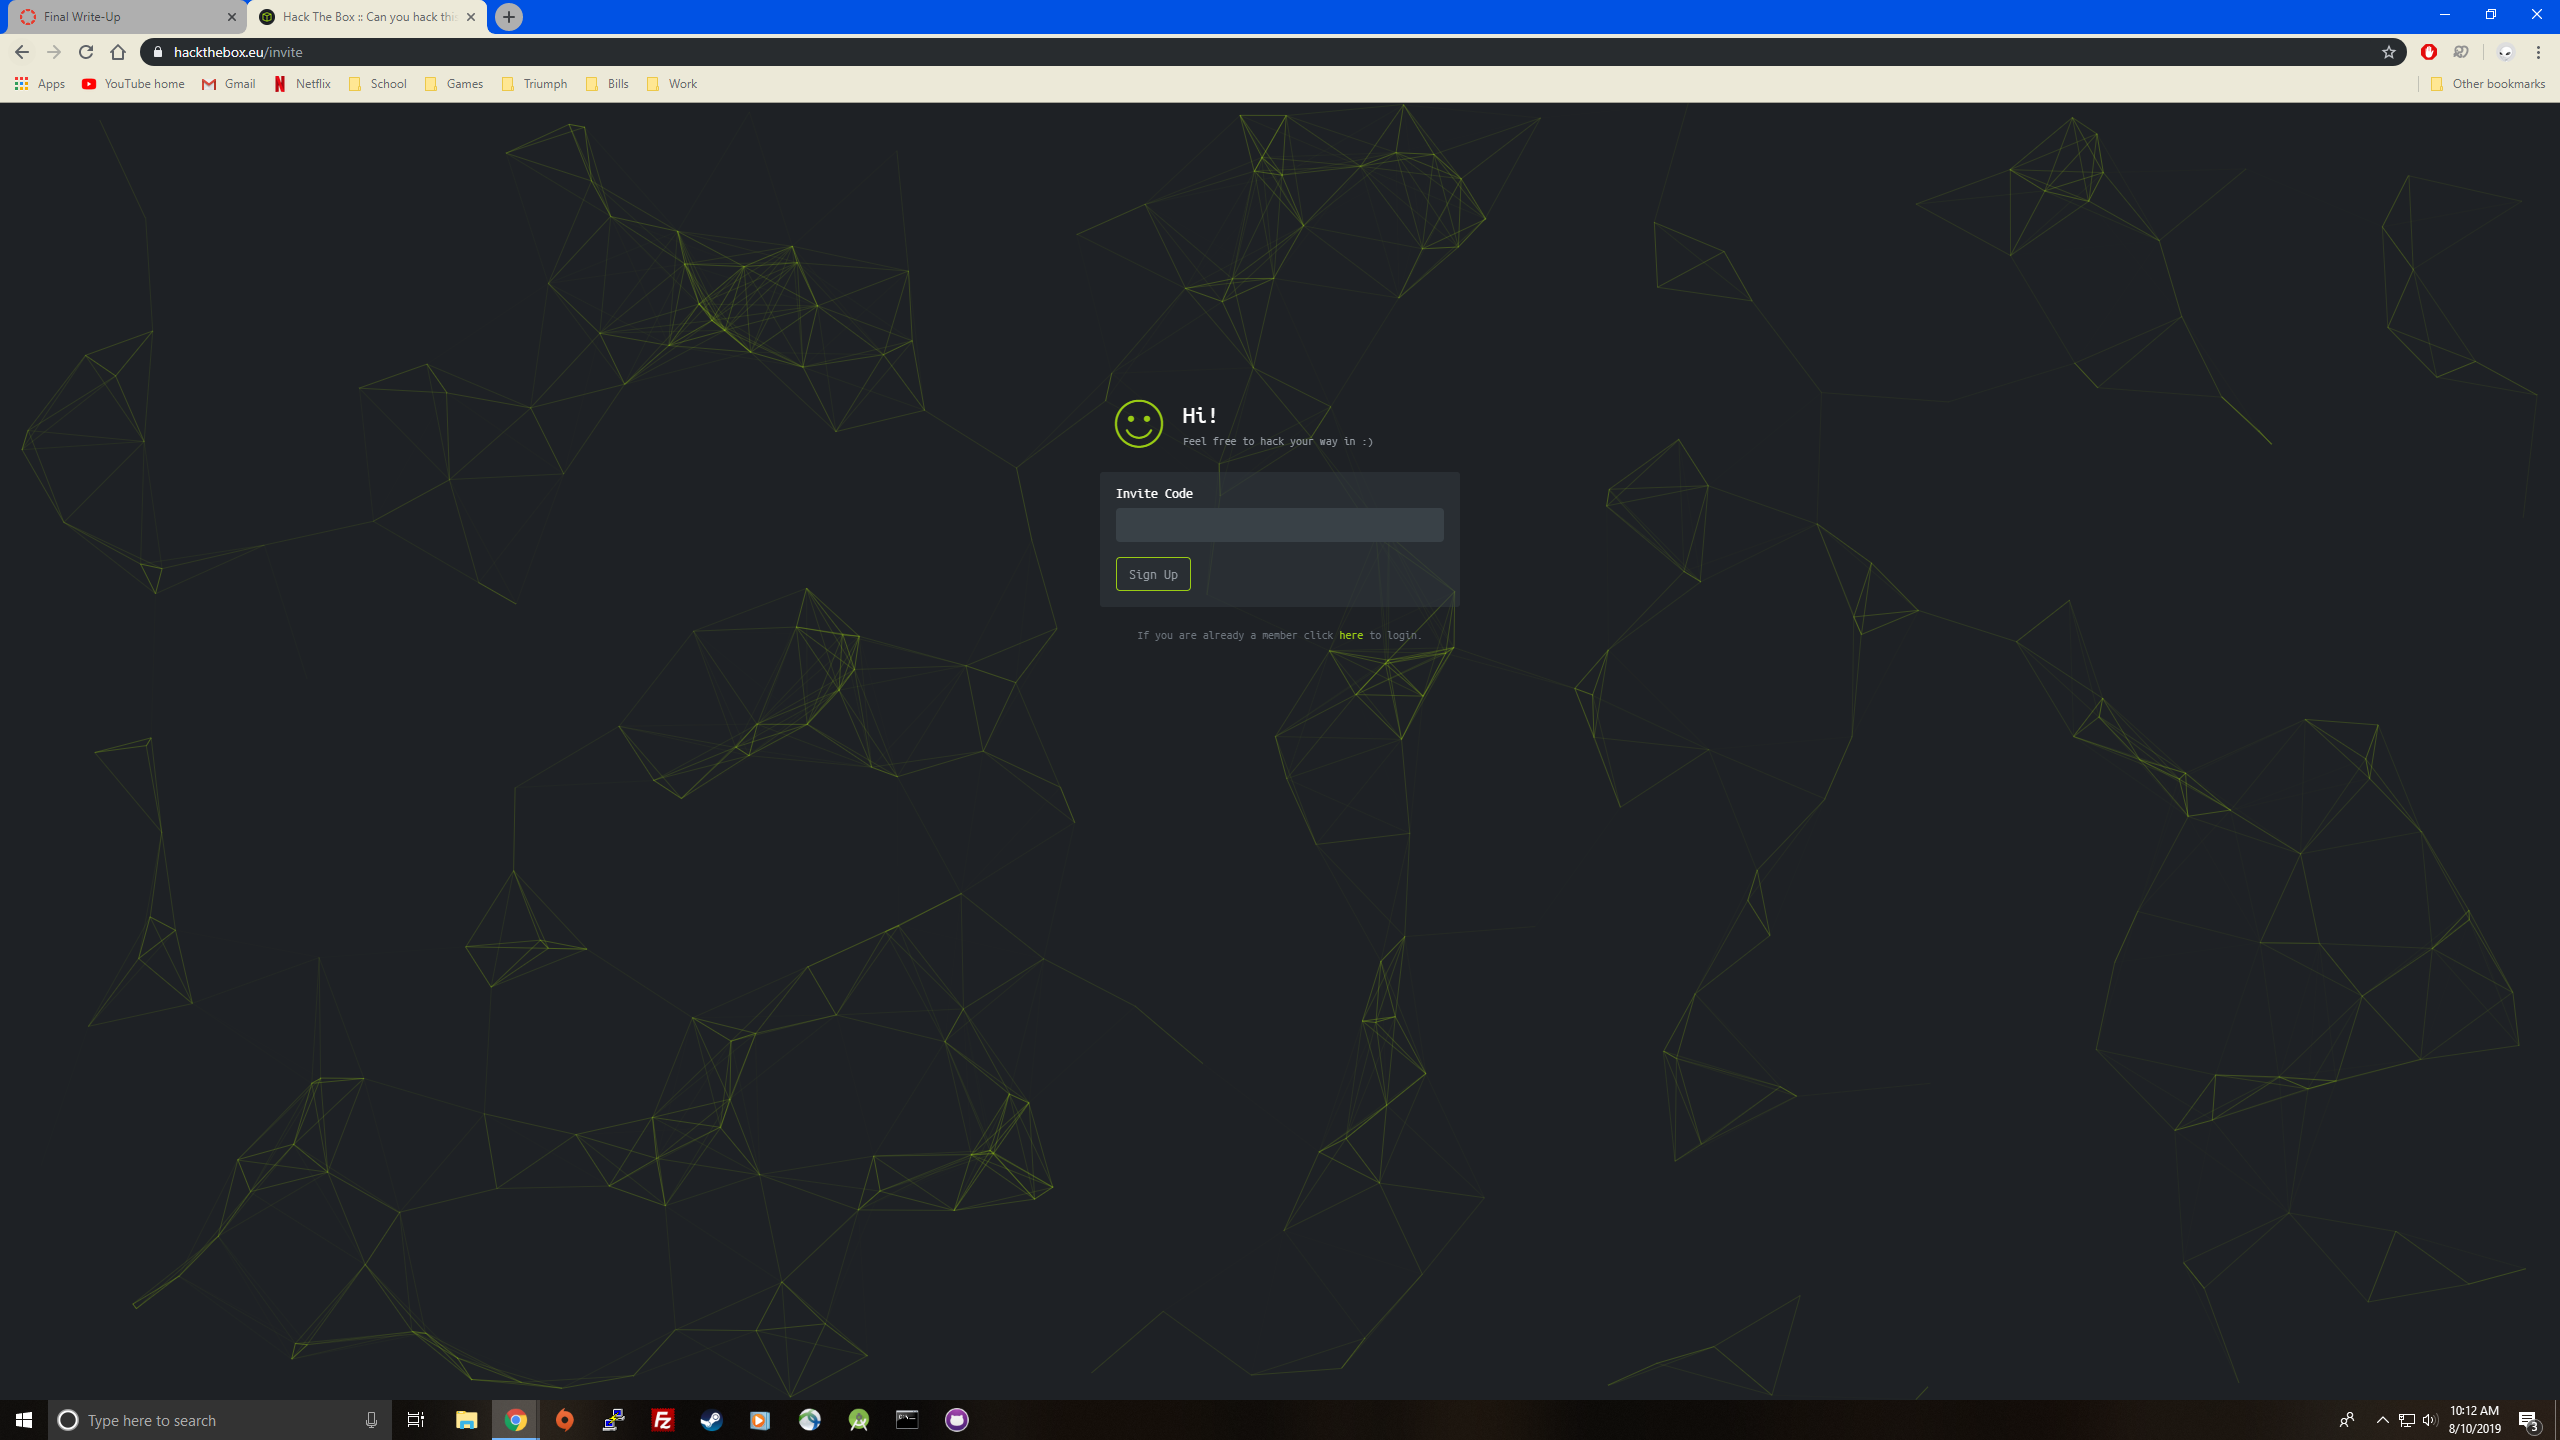 Final Write-Up
Hack The Box :: Can you hack this
hackthebox.eu/invite
Apps
YouTube home
Gmail
Netflix
School
Games
Triumph
Bills
Work
Other bookmarks
Hi!
Feel free to hack your way in :)
Invite Code
Sign Up
If you are already a member click here to login.
Type here to search
10:12 AM
8/10/2019
3